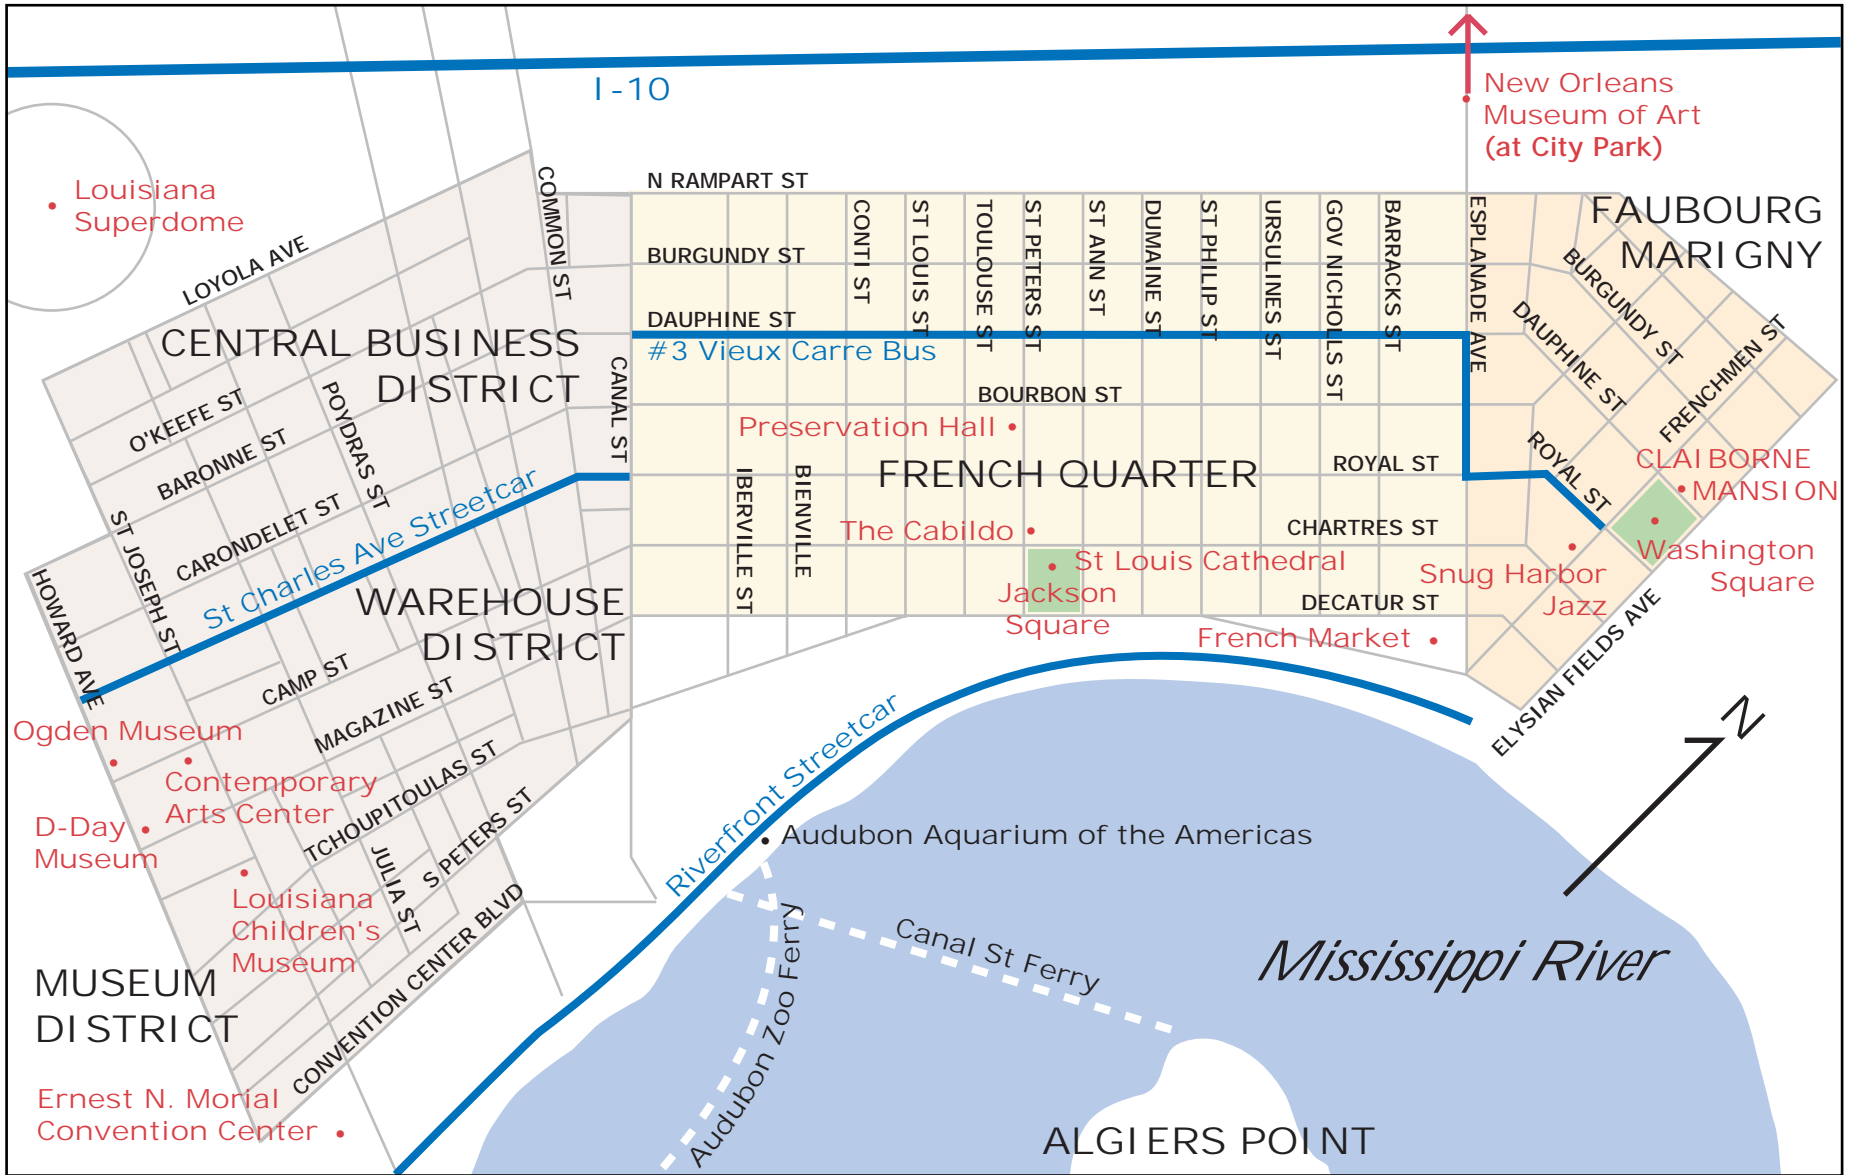 I-10
New Orleans
Museum of Art
(at City Park)
Louisiana
Superdome
LOYOLA AVE
COMMON ST
N RAMPART ST
BURGUNDY ST
DAUPHINE ST
#3 Vieux Carre Bus
BOURBON ST
ROYAL ST
CHARTRES ST
DECATUR ST
CONTI ST
ST LOUIS ST
TOULOUSE ST
ST PETERS ST
ST ANN ST
DUMAINE ST
ST PHILIP ST
URSULINES ST
GOV NICHOLLS ST
BARRACKS ST
ESPLANADE AVE
FAUBOURG
MARIGNY
BURGUNDY ST
DAUPHINE ST
FRENCHMEN ST
ROYAL ST
CLAIBORNE
MANSION
Washington
Square
Snug Harbor
Jazz
ELYSIAN FIELDS AVE
CENTRAL BUSINESS
DISTRICT
CANAL ST
O'KEEFE ST
BARONNE ST
POYDRAS ST
CARONDELET ST
ST JOSEPH ST
HOWARD AVE
St Charles Ave Streetcar
Preservation Hall
FRENCH QUARTER
IBERVILLE ST
BIENVILLE
The Cabildo
St Louis Cathedral
Jackson
Square
French Market
WAREHOUSE
DISTRICT
CAMP ST
MAGAZINE ST
TCHOUPITOULAS ST
S PETERS ST
JULIA ST
CONVENTION CENTER BLVD
Ogden Museum
Contemporary
Arts Center
D-Day
Museum
Louisiana
Children's
Museum
MUSEUM
DISTRICT
Ernest N. Morial
Convention Center
Riverfront Streetcar
Audubon Aquarium of the Americas
Audubon Zoo Ferry
Canal St Ferry
Mississippi River
ALGIERS POINT
N